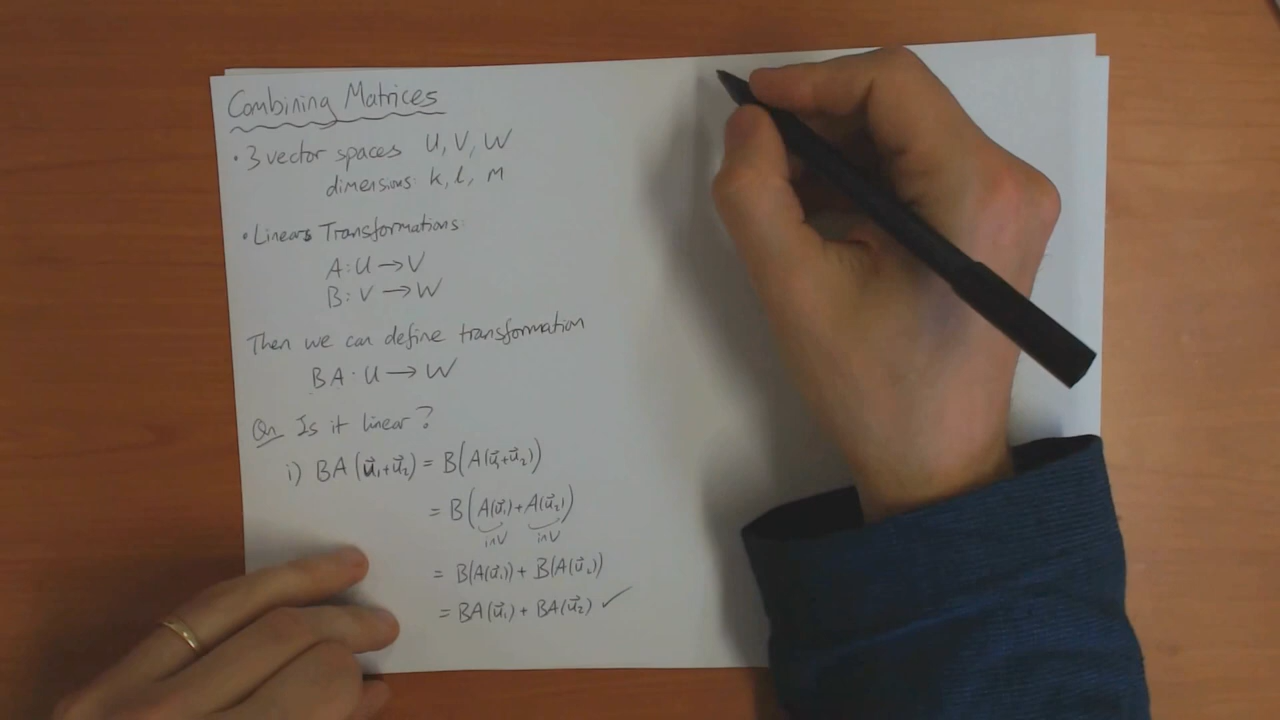 Combining Matrices
• 3 vector spaces U, V, W
dimensions: k, l, m
• Linear Transformations:
A: U → V
B: V → W
Then we can define transformation
BA: U → W
Qn Is it linear?
i) BA(u⃗₁+u⃗₂) = B(A(u⃗₁+u⃗₂))
= B(A(u⃗₁)+A(u⃗₂))
in V in V
= B(A(u⃗₁)) + B(A(u⃗₂))
= BA(u⃗₁) + BA(u⃗₂) ✓